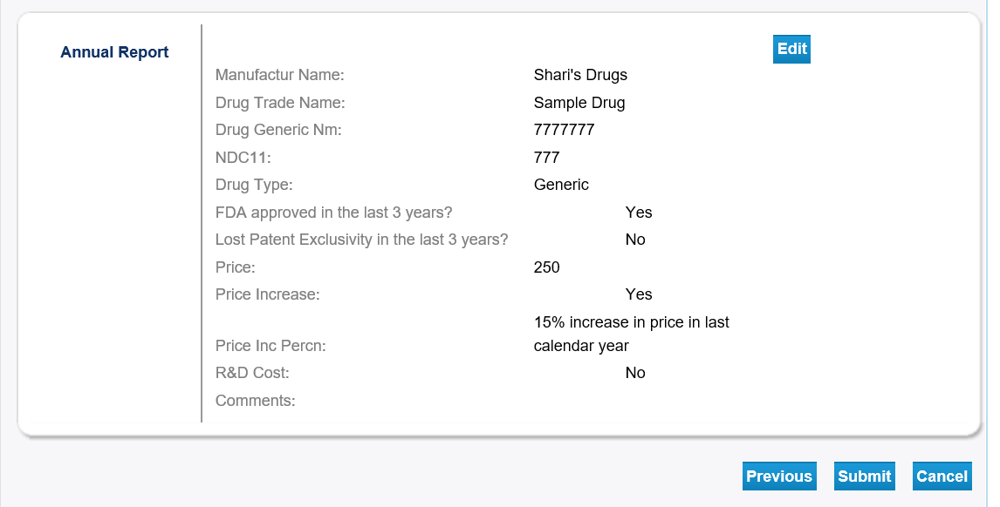 Annual Report
Edit
Manufactur Name: Shari's Drugs
Drug Trade Name: Sample Drug
Drug Generic Nm: 7777777
NDC11: 777
Drug Type: Generic
FDA approved in the last 3 years? Yes
Lost Patent Exclusivity in the last 3 years? No
Price: 250
Price Increase: Yes
15% increase in price in last
Price Inc Percn: calendar year
R&D Cost: No
Comments:
Previous Submit Cancel